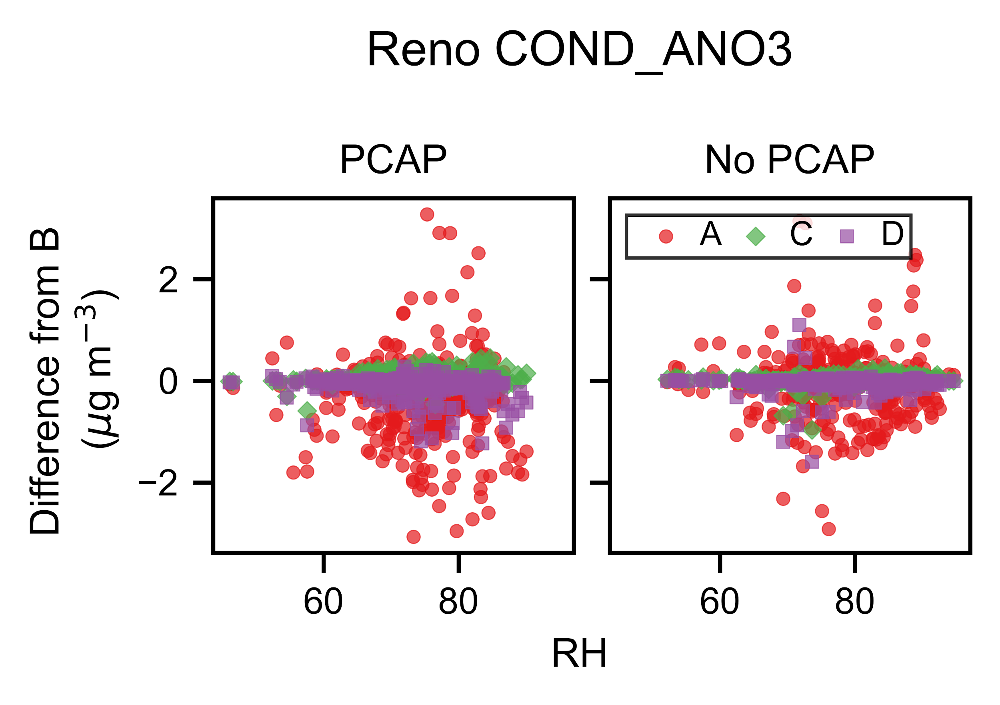 Reno COND_ANO3
PCAP
No PCAP
Difference from B
(μg m⁻³)
A C D
2
0
−2
60 80
60 80
RH